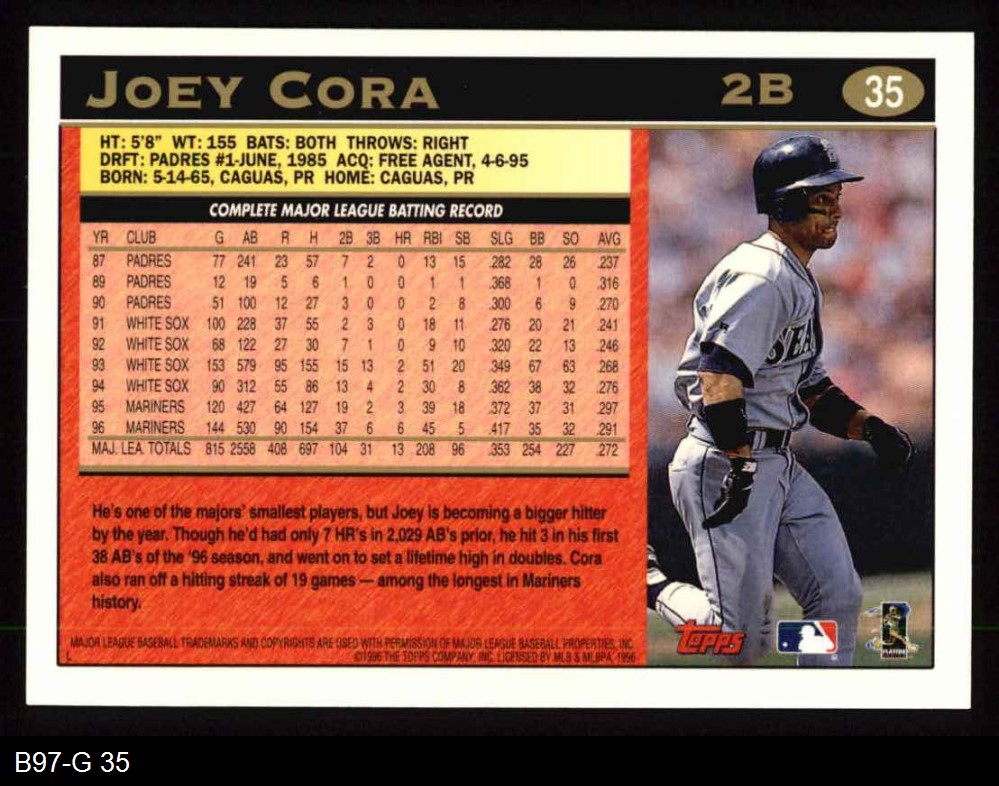 JOEY CORA 2B 35
HT: 5'8" WT: 155 BATS: BOTH THROWS: RIGHT
DRFT: PADRES #1-JUNE, 1985 ACQ: FREE AGENT, 4-6-95
BORN: 5-14-65, CAGUAS, PR HOME: CAGUAS, PR
COMPLETE MAJOR LEAGUE BATTING RECORD
YR CLUB G AB R H 2B 3B HR RBI SB SLG BB SO AVG
87 PADRES 77 241 23 57 7 2 0 13 15 .282 28 26 .237
89 PADRES 12 19 5 6 1 0 0 1 1 .368 1 0 .316
90 PADRES 51 100 12 27 3 0 0 2 8 .300 6 9 .270
91 WHITE SOX 100 228 37 55 2 3 0 18 11 .276 20 21 .241
92 WHITE SOX 68 122 27 30 7 1 0 9 10 .320 22 13 .246
93 WHITE SOX 153 579 95 155 15 13 2 51 20 .349 67 63 .268
94 WHITE SOX 90 312 55 86 13 4 2 30 8 .362 38 32 .276
95 MARINERS 120 427 64 127 19 2 3 39 18 .372 37 31 .297
96 MARINERS 144 530 90 154 37 6 6 45 5 .417 35 32 .291
MAJ. LEA. TOTALS 815 2558 408 697 104 31 13 208 96 .353 254 227 .272
He's one of the majors' smallest players, but Joey is becoming a bigger hitter
by the year. Though he'd had only 7 HR's in 2,029 AB's prior, he hit 3 in his first
38 AB's of the '96 season, and went on to set a lifetime high in doubles. Cora
also ran off a hitting streak of 19 games — among the longest in Mariners
history.
MAJOR LEAGUE BASEBALL TRADEMARKS AND COPYRIGHTS ARE USED WITH PERMISSION OF MAJOR LEAGUE BASEBALL PROPERTIES, INC.
©1996 THE TOPPS COMPANY, INC. LICENSED BY MLB & MLBPA, 1996
SEA
TOPPS
PLAYERS
B97-G 35